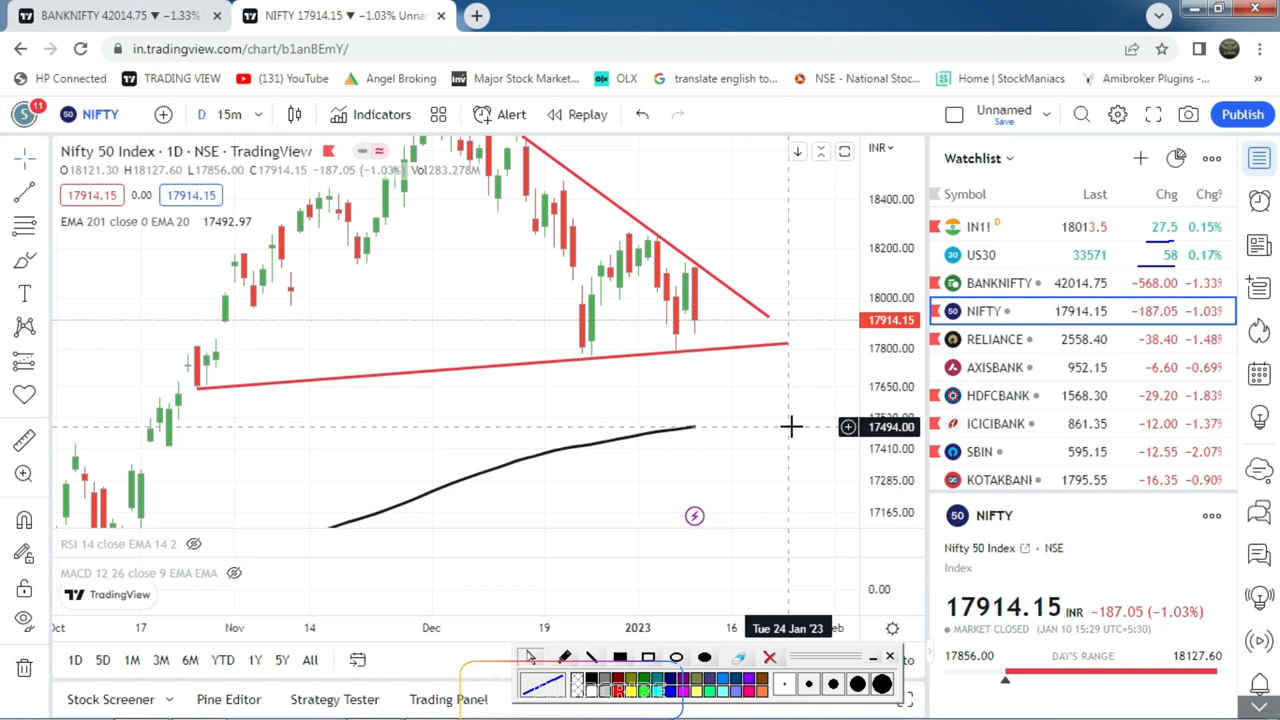 BANKNIFTY 42014.75 ▼ −1.33%
NIFTY 17914.15 ▼ −1.03% Unnar
in.tradingview.com/chart/b1anBEmY/
HP Connected
TRADING VIEW
(131) YouTube
Angel Broking
Major Stock Market...
OLX
translate english to...
NSE - National Stoc...
Home | StockManiacs
Amibroker Plugins -...
S
11
50
NIFTY
D
15m
Indicators
Alert
Replay
Unnamed
Save
Publish
Nifty 50 Index · 1D · NSE · TradingView
O18121.30 H18127.60 L17856.00 C17914.15 −187.05 (−1.03%) Vol283.278M
17914.15
0.00
17914.15
EMA 201 close 0 EMA 20 17492.97
INR
18400.00
18200.00
18000.00
17914.15
17800.00
17650.00
17494.00
17410.00
17285.00
17165.00
RSI 14 close EMA 14 2
MACD 12 26 close 9 EMA EMA
TradingView
0.00
Oct
17
Nov
14
Dec
19
2023
16
Tue 24 Jan '23
1D
5D
1M
3M
6M
YTD
1Y
5Y
All
Stock Screener
Pine Editor
Strategy Tester
Trading Panel
Watchlist
Symbol
Last
Chg
Chg%
IN1! D 18013.5 27.5 0.15%
30 US30 33571 58 0.17%
BANKNIFTY 42014.75 −568.00 −1.33%
50 NIFTY 17914.15 −187.05 −1.03%
RELIANCE 2558.40 −38.40 −1.48%
AXISBANK 952.15 −6.60 −0.69%
HDFCBANK 1568.30 −29.20 −1.83%
ICICIBANK 861.35 −12.00 −1.37%
SBIN 595.15 −12.55 −2.07%
KOTAKBANK 1795.55 −16.35 −0.90%
50 NIFTY
Nifty 50 Index · NSE
Index
17914.15 INR −187.05 (−1.03%)
MARKET CLOSED (JAN 10 15:29 UTC+5:30)
17856.00
DAY'S RANGE
18127.60